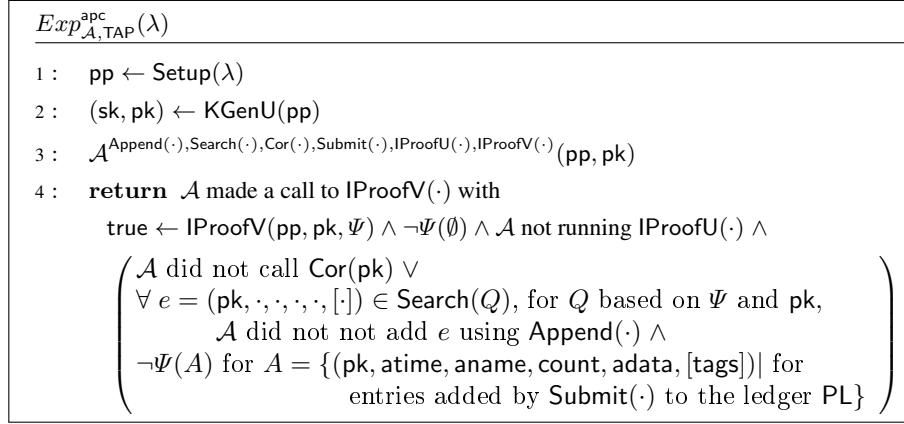 Exp^{apc}_{𝒜,TAP}(λ)
1 : pp ← Setup(λ)
2 : (sk, pk) ← KGenU(pp)
3 : 𝒜^{Append(·),Search(·),Cor(·),Submit(·),IProofU(·),IProofV(·)}(pp, pk)
4 : return 𝒜 made a call to IProofV(·) with
true ← IProofV(pp, pk, Ψ) ∧ ¬Ψ(∅) ∧ 𝒜 not running IProofU(·) ∧
𝒜 did not call Cor(pk) ∨
∀ e = (pk, ·, ·, ·, ·, [·]) ∈ Search(Q), for Q based on Ψ and pk,
𝒜 did not not add e using Append(·) ∧
¬Ψ(A) for A = {(pk, atime, aname, count, adata, [tags])| for
entries added by Submit(·) to the ledger PL}